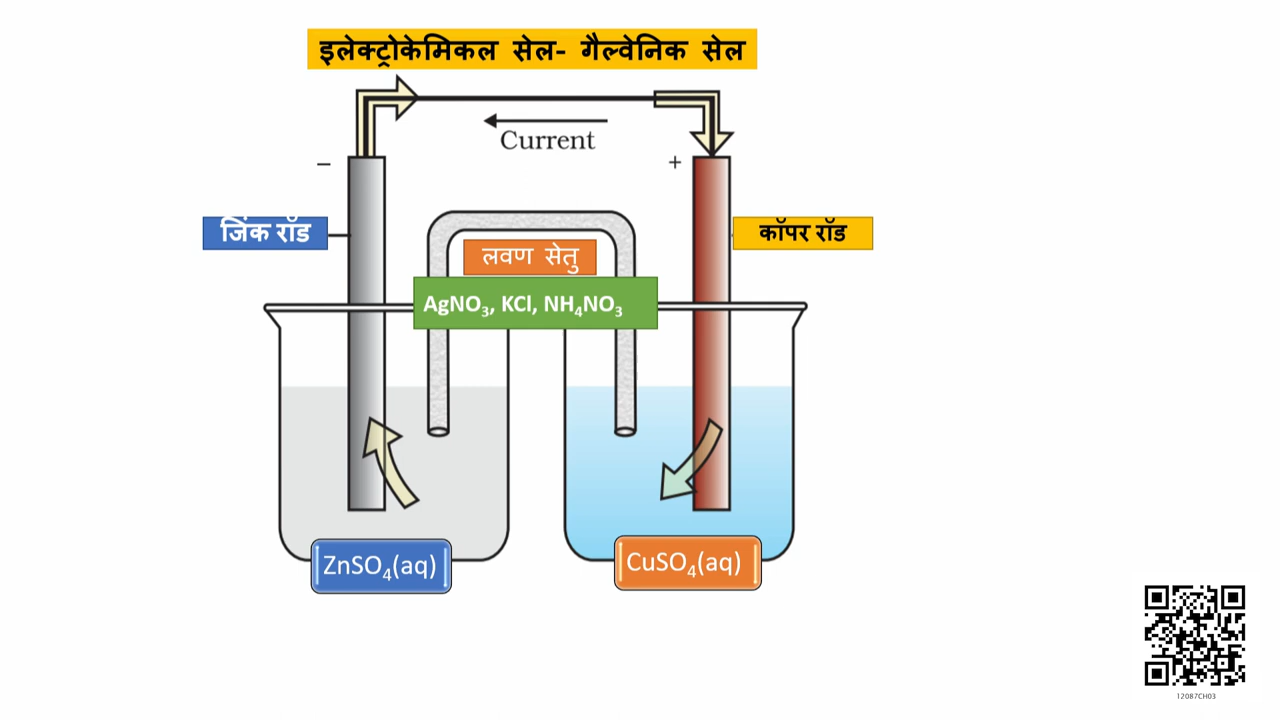 इलेक्ट्रोकेमिकल सेल- गैल्वेनिक सेल
Current
−
+
जिंक रॉड
कॉपर रॉड
लवण सेतु
AgNO₃, KCl, NH₄NO₃
ZnSO₄(aq)
CuSO₄(aq)
12087CH03